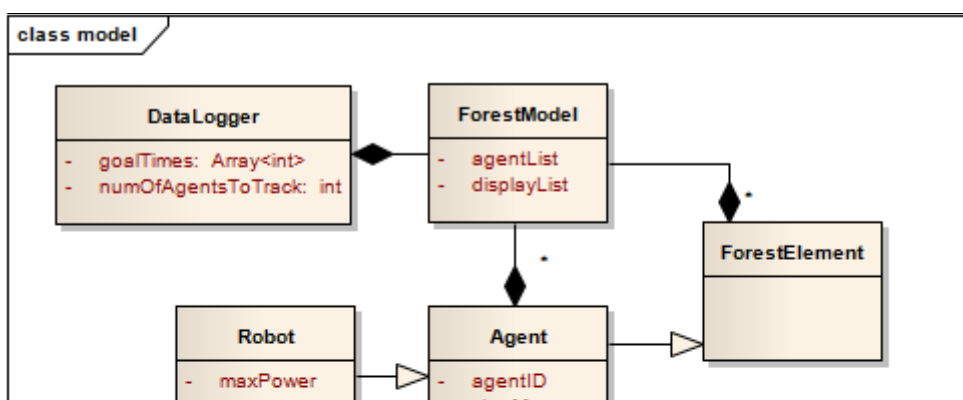 class model
DataLogger
- goalTimes: Array<int>
- numOfAgentsToTrack: int
ForestModel
- agentList
- displayList
*
*
ForestElement
Robot
- maxPower
Agent
- agentID